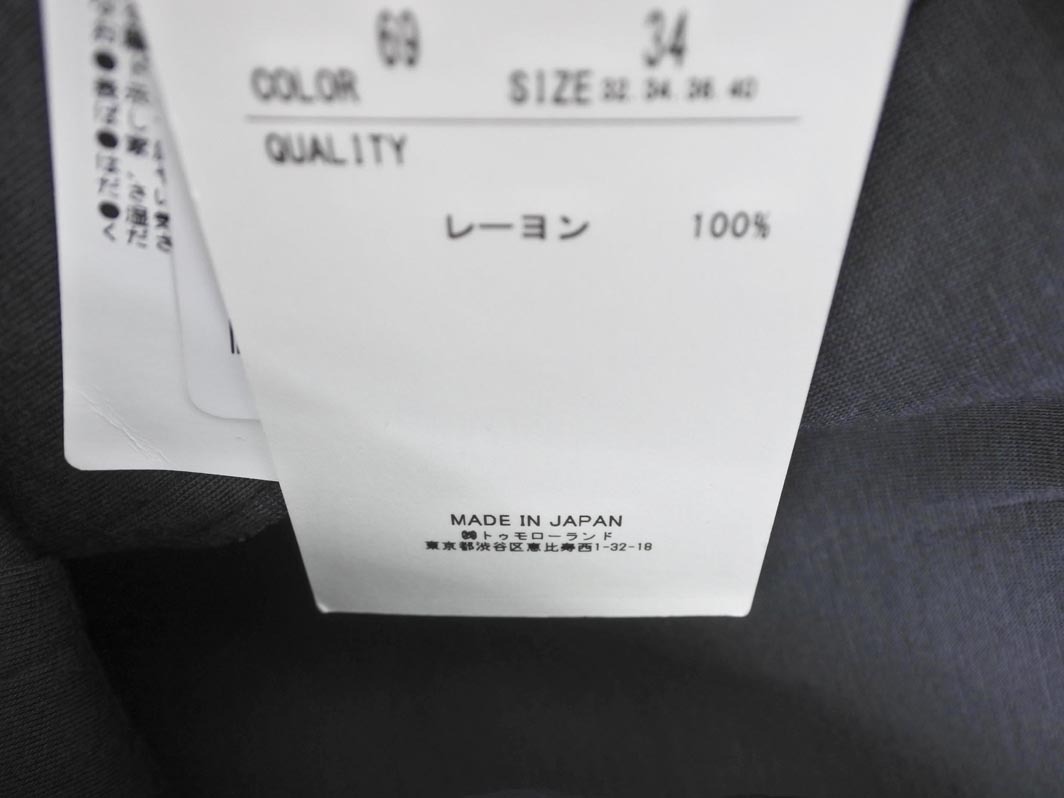 69 34
COLOR SIZE 32. 34. 36. 40
QUALITY
レーヨン 100%
MADE IN JAPAN
㈱トゥモローランド
東京都渋谷区恵比寿西1-32-18